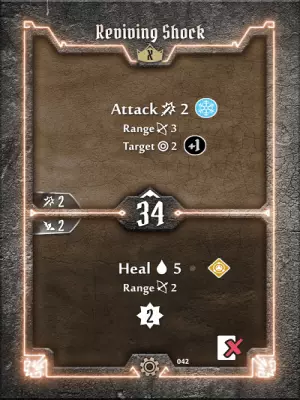 Reviving Shock
X
Attack 2
Range 3
Target 2 +1
2
34
2
Heal 5
Range 2
2
042